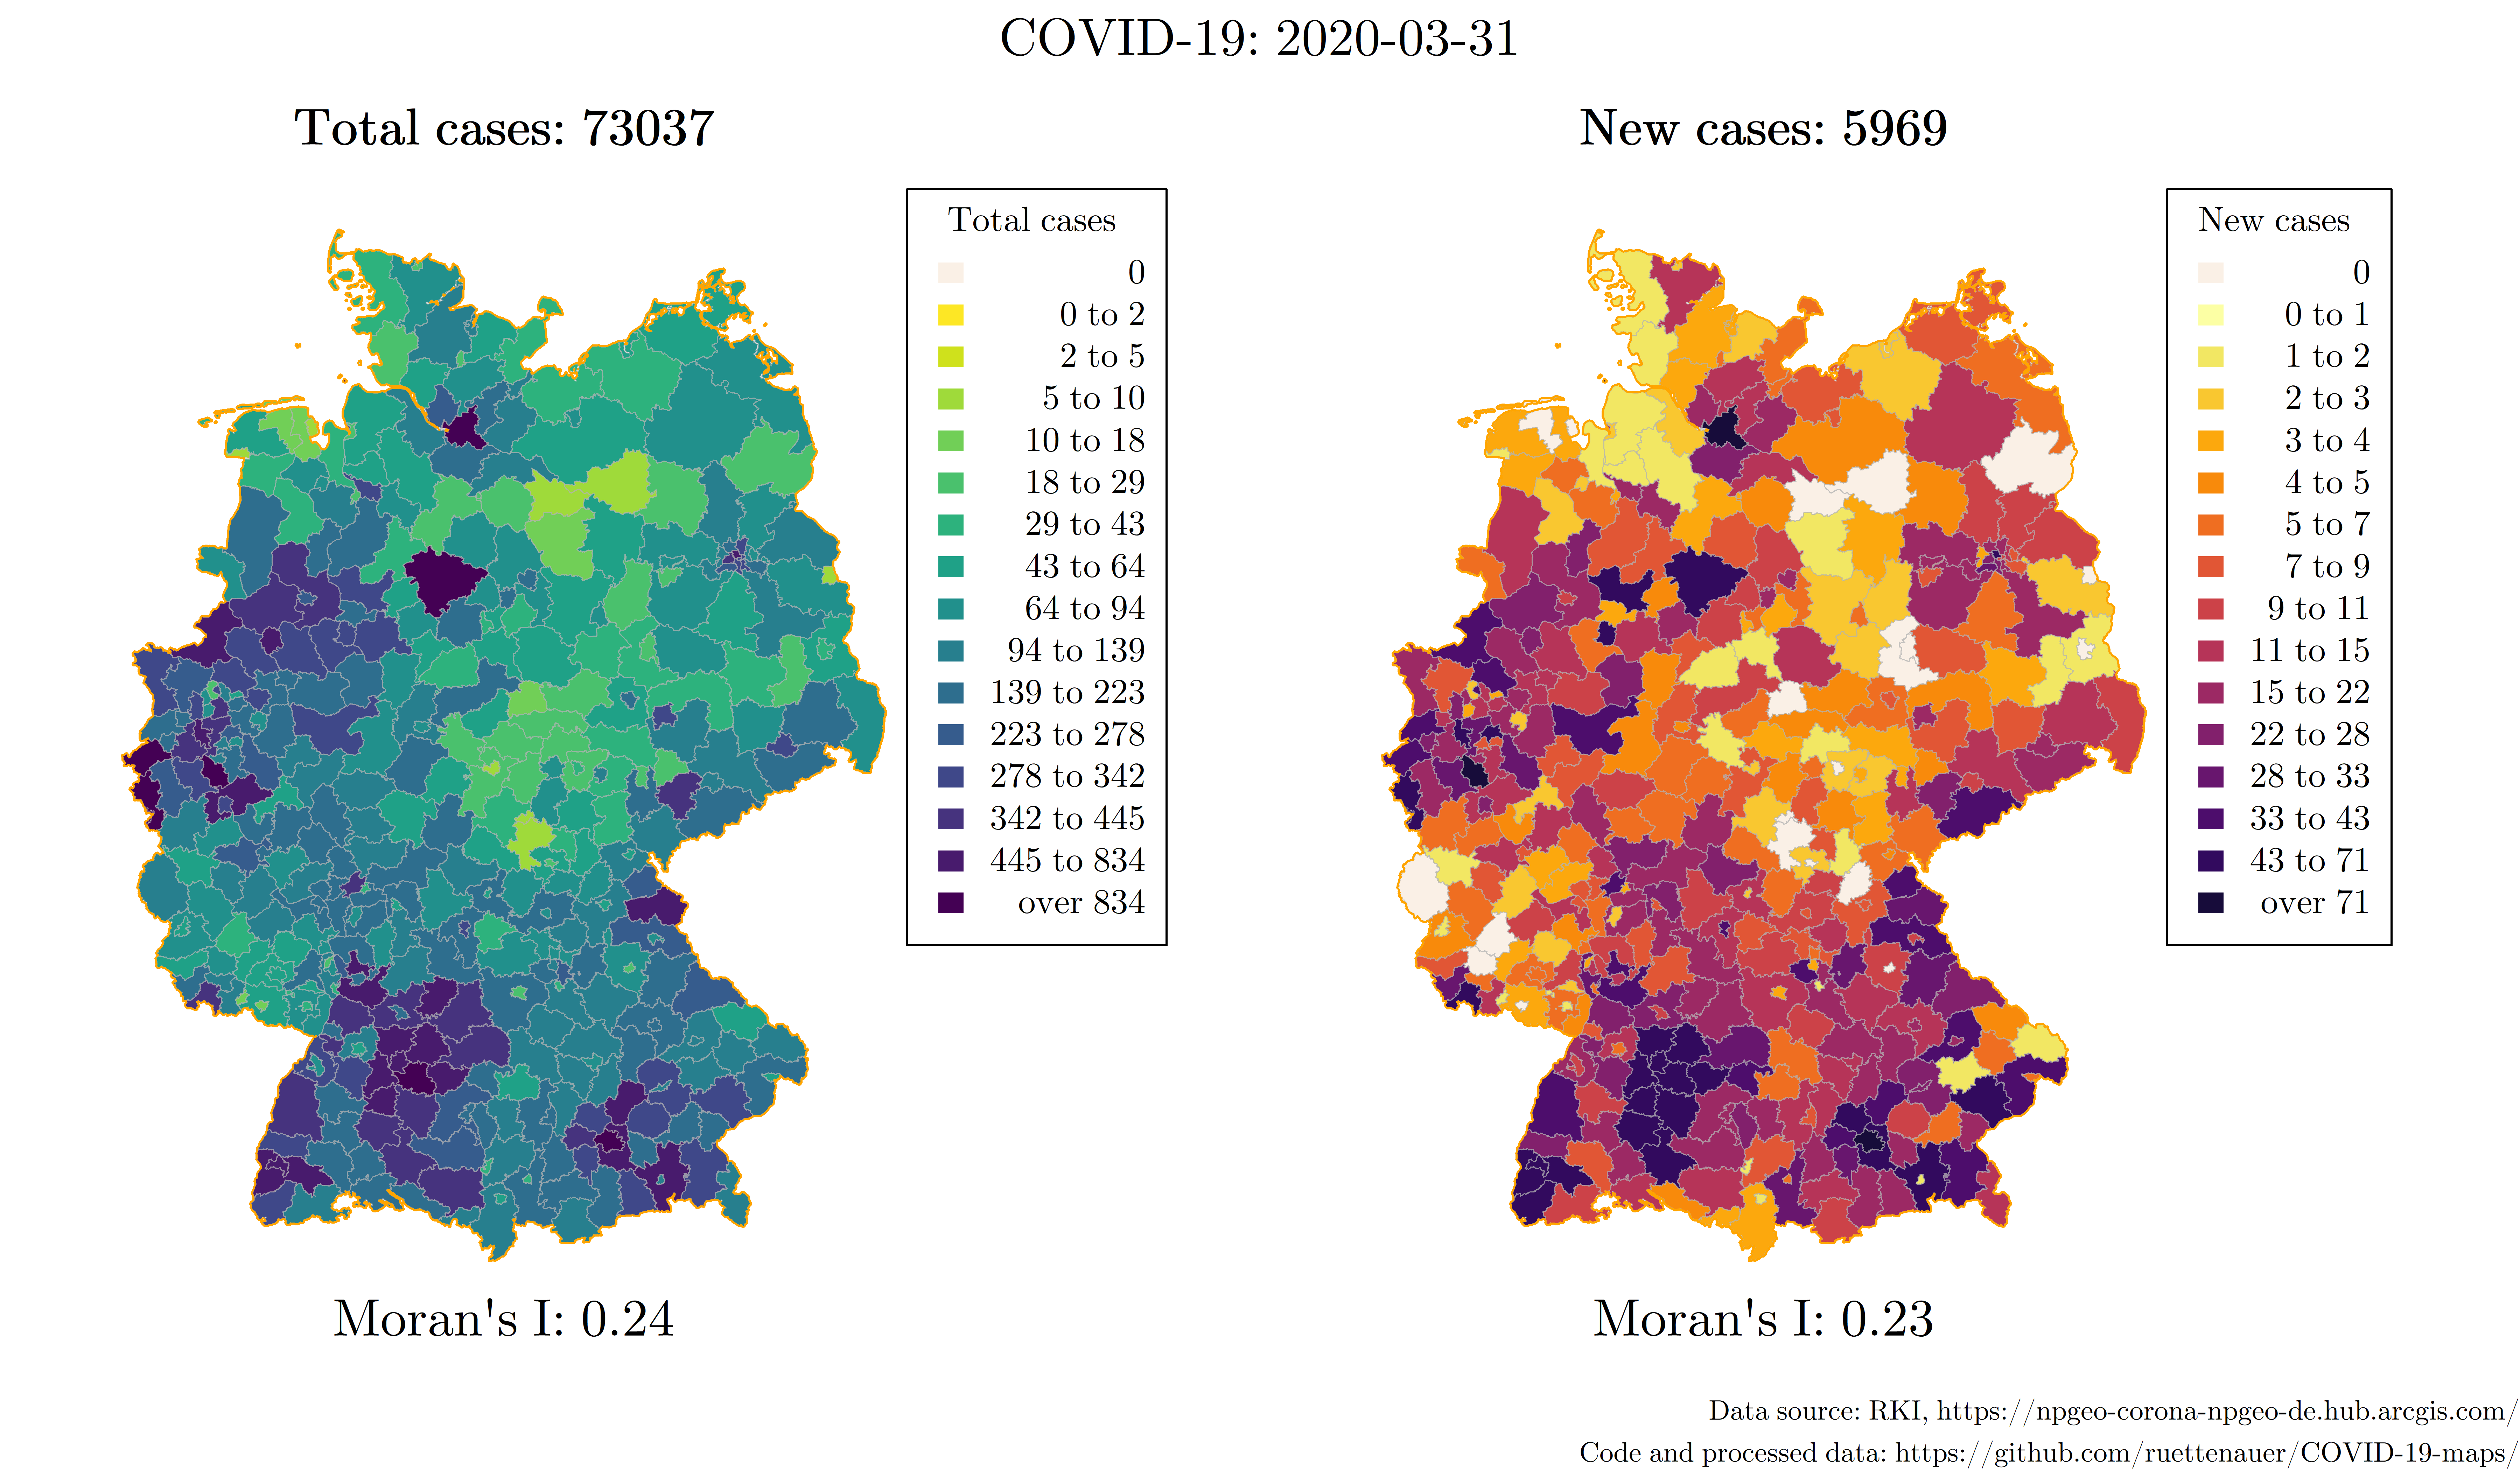 COVID-19: 2020-03-31
Total cases: 73037
Total cases
0
0 to 2
2 to 5
5 to 10
10 to 18
18 to 29
29 to 43
43 to 64
64 to 94
94 to 139
139 to 223
223 to 278
278 to 342
342 to 445
445 to 834
over 834
Moran's I: 0.24
New cases: 5969
New cases
0
0 to 1
1 to 2
2 to 3
3 to 4
4 to 5
5 to 7
7 to 9
9 to 11
11 to 15
15 to 22
22 to 28
28 to 33
33 to 43
43 to 71
over 71
Moran's I: 0.23
Data source: RKI, https://npgeo-corona-npgeo-de.hub.arcgis.com/
Code and processed data: https://github.com/ruettenauer/COVID-19-maps/